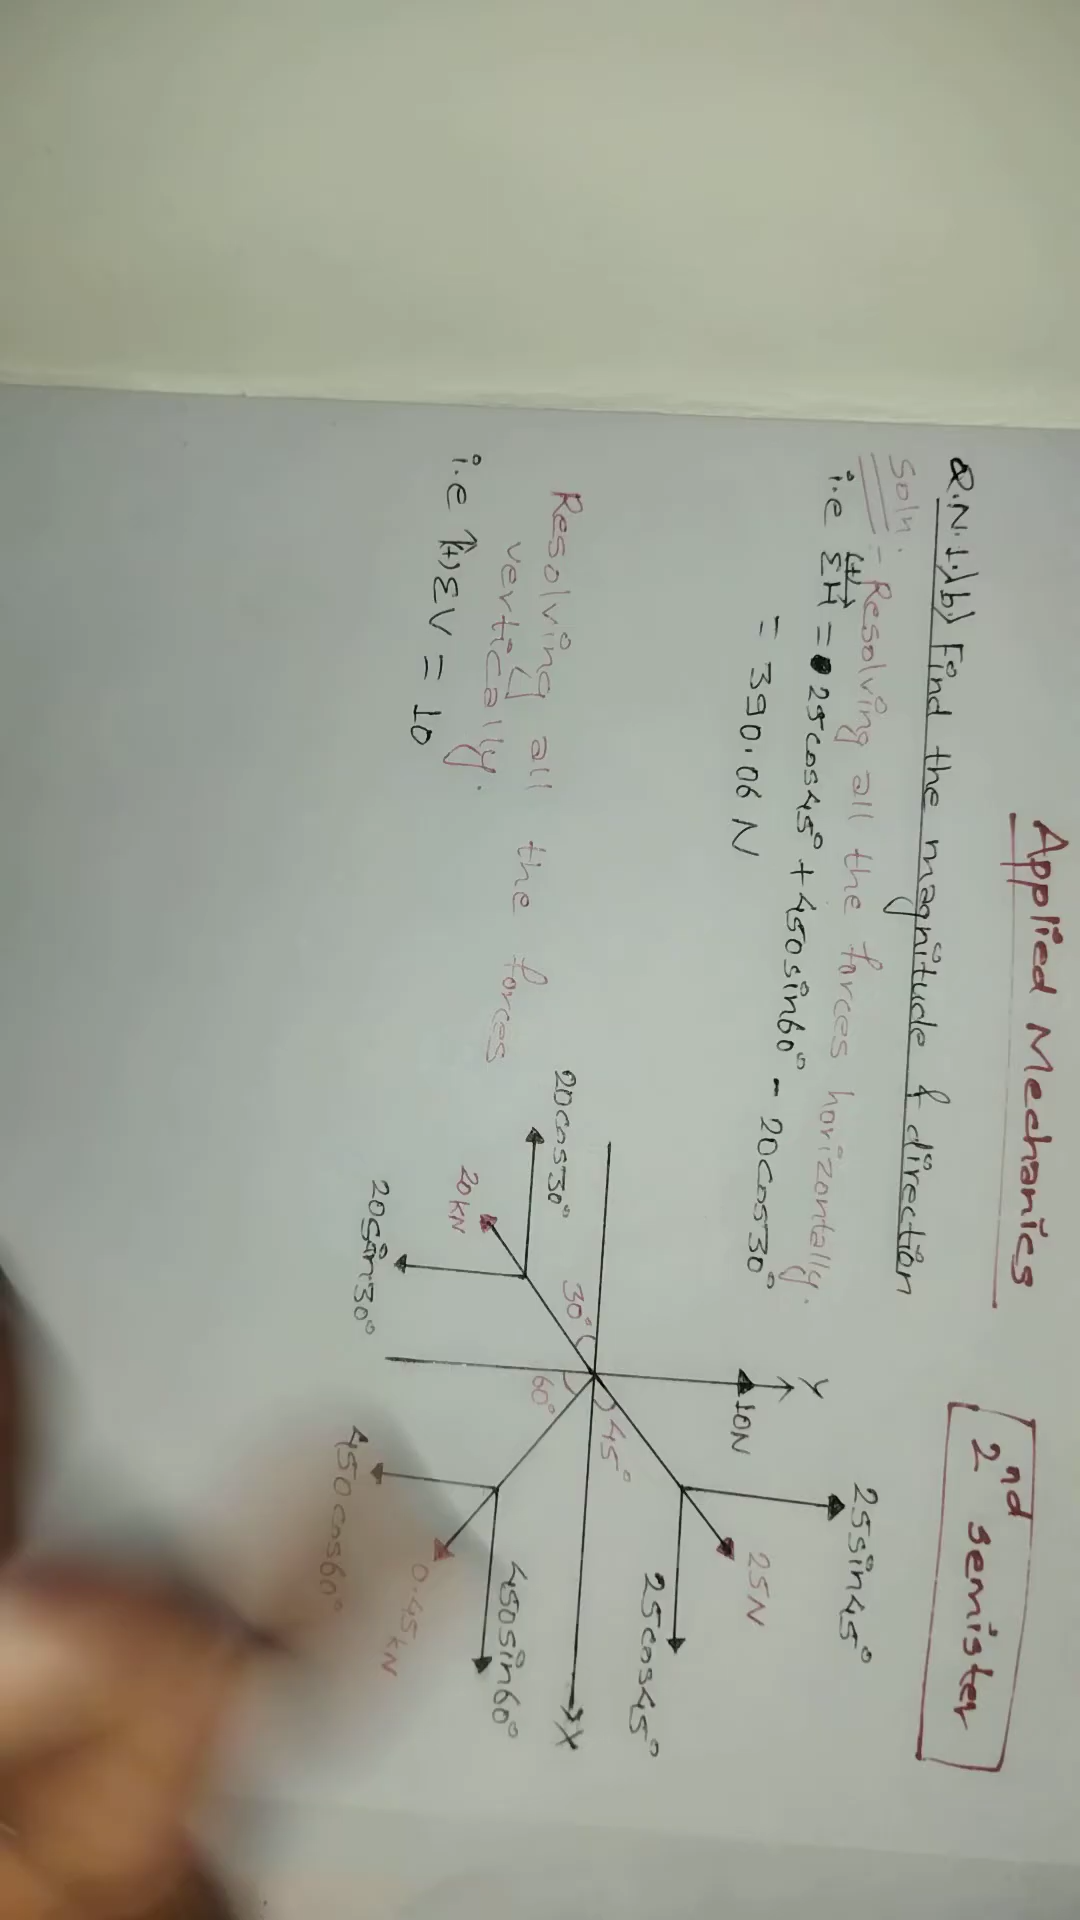 Applied Mechanics
2nd semister
Q.N.1.)b.) Find the magnitude & direction
Soln.- Resolving all the forces horizontally.
i.e (+) ΣH = 25cos45° + 450sin60° - 20cos30°
= 390.06 N
Resolving all the forces
vertically.
i.e ↑(+) ΣV = 10
Y
10N
25sin45°
25N
25cos45°
45°
X
30°
60°
20cos30°
20KN
20sin30°
450sin60°
0.45KN
450cos60°